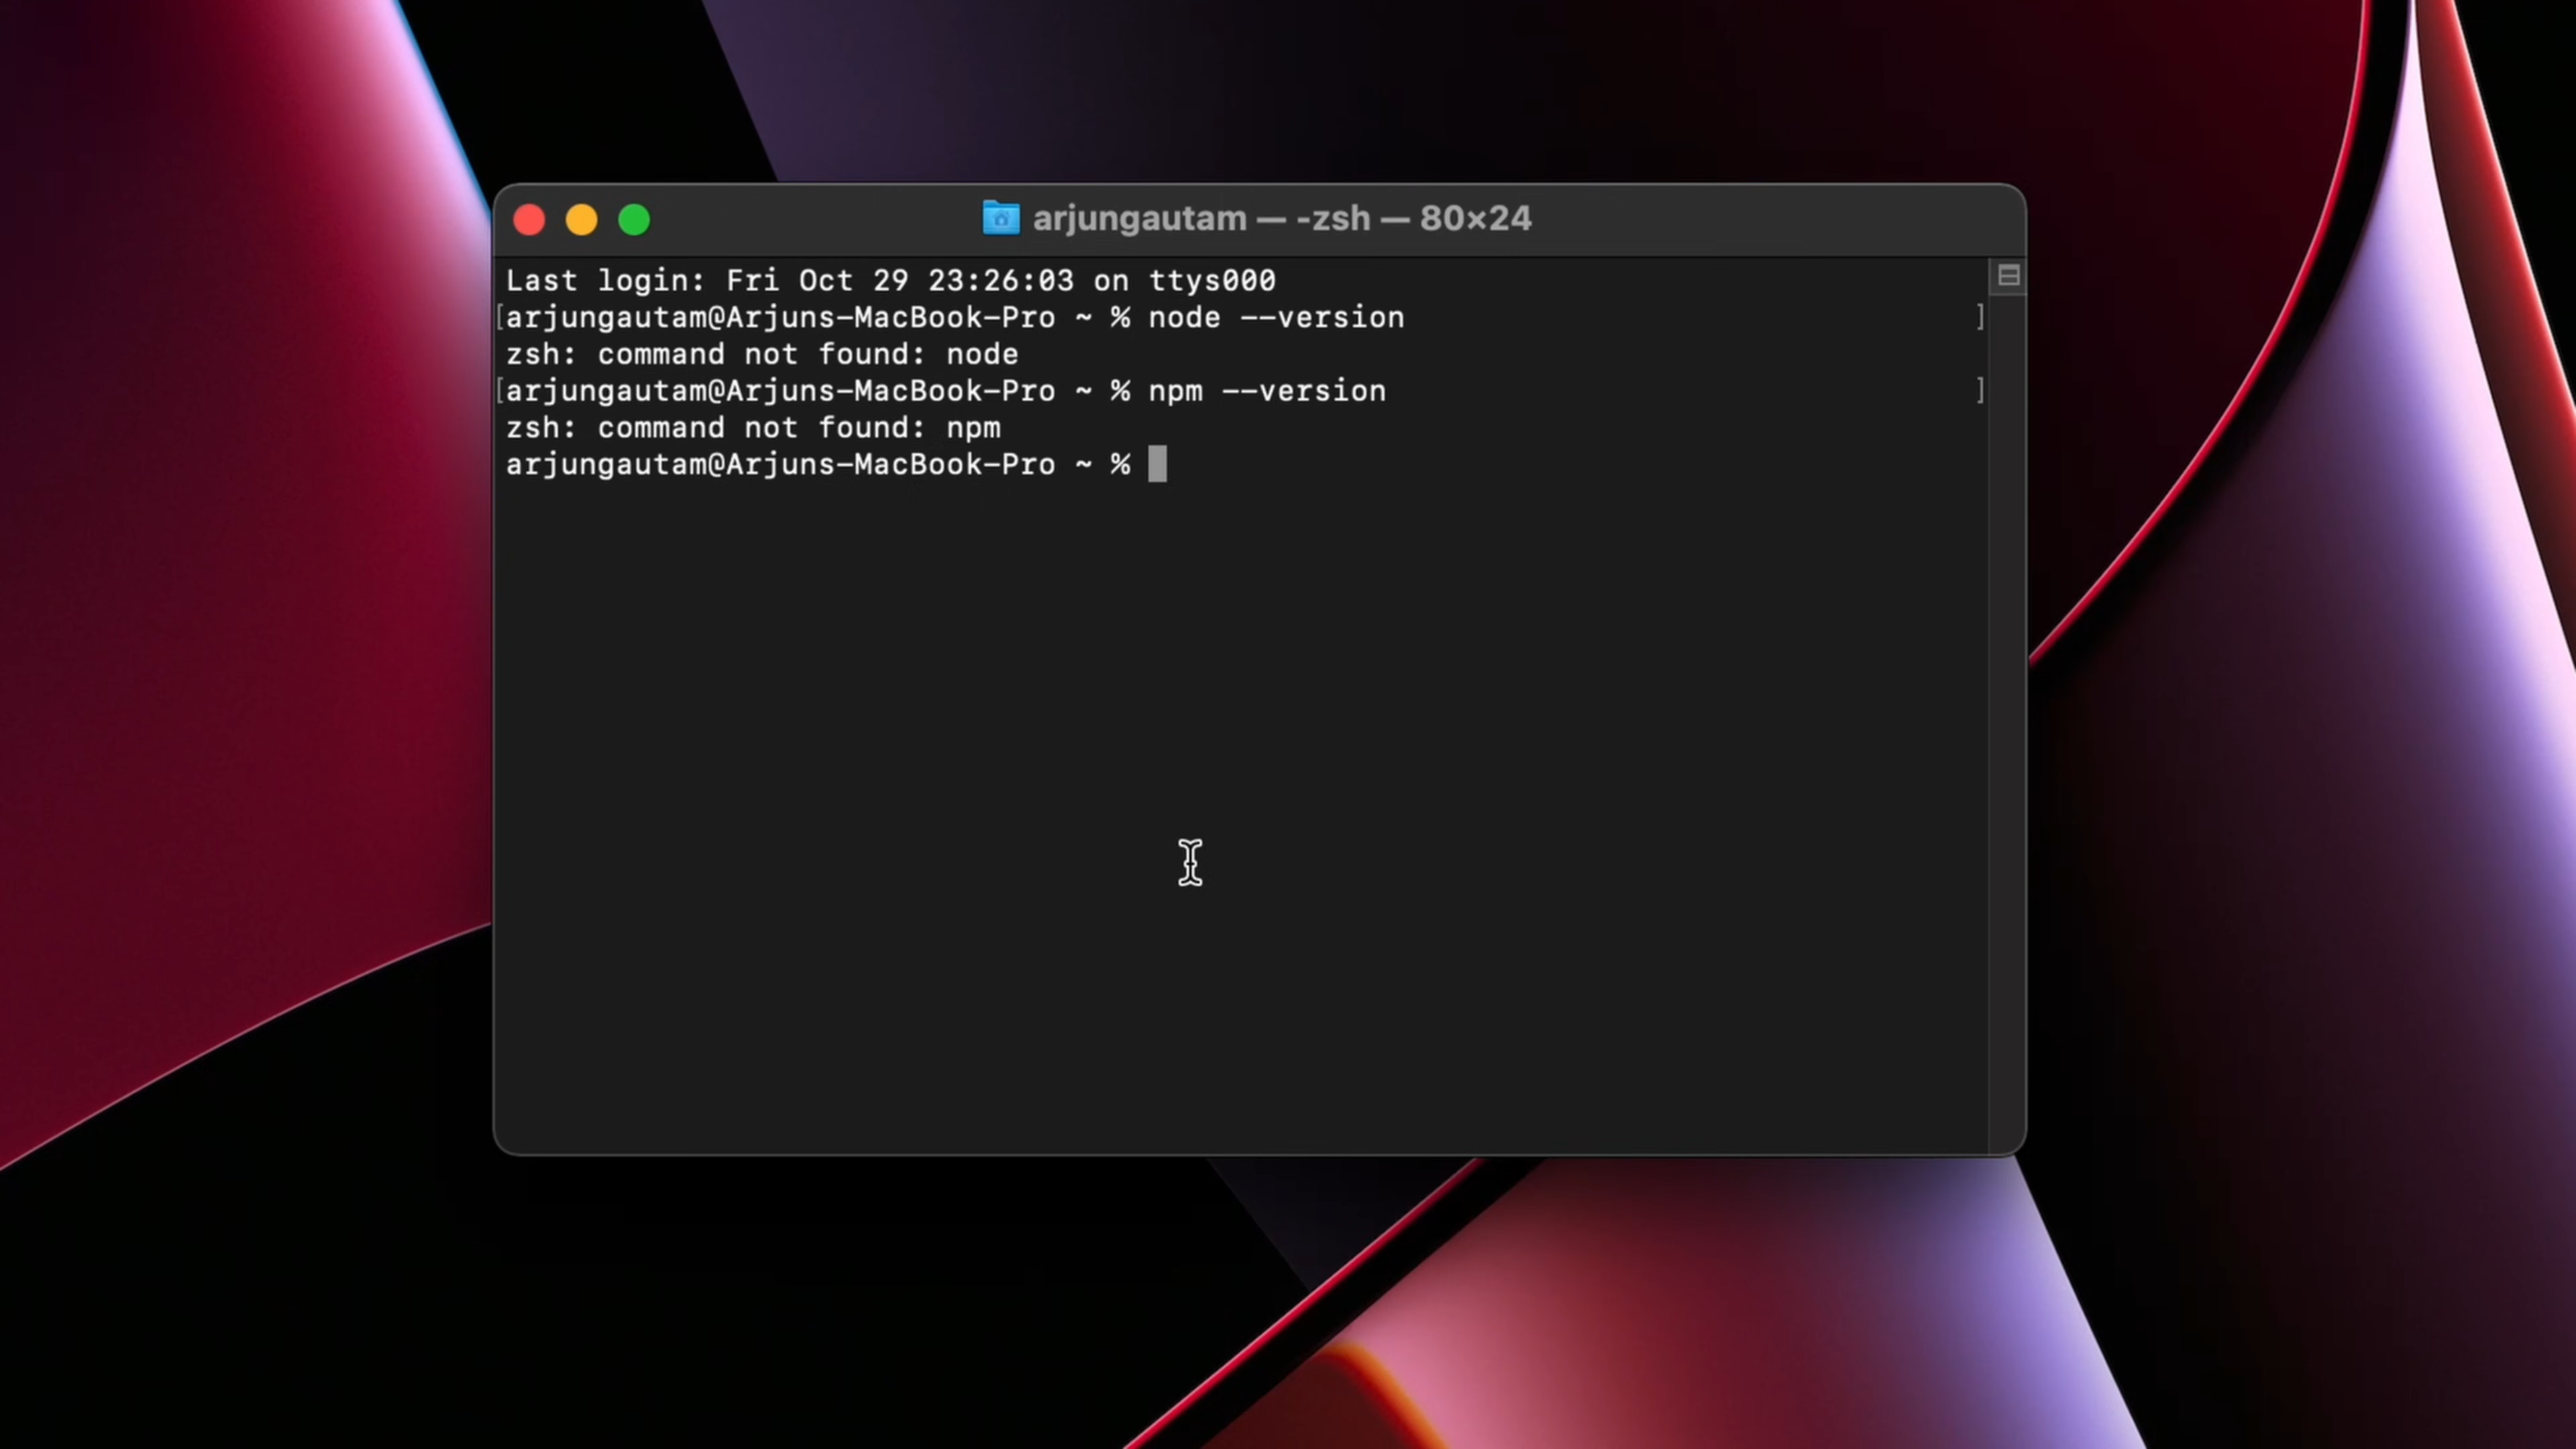 arjungautam — -zsh — 80×24
Last login: Fri Oct 29 23:26:03 on ttys000
[arjungautam@Arjuns-MacBook-Pro ~ % node --version ]
zsh: command not found: node
[arjungautam@Arjuns-MacBook-Pro ~ % npm --version ]
zsh: command not found: npm
arjungautam@Arjuns-MacBook-Pro ~ %